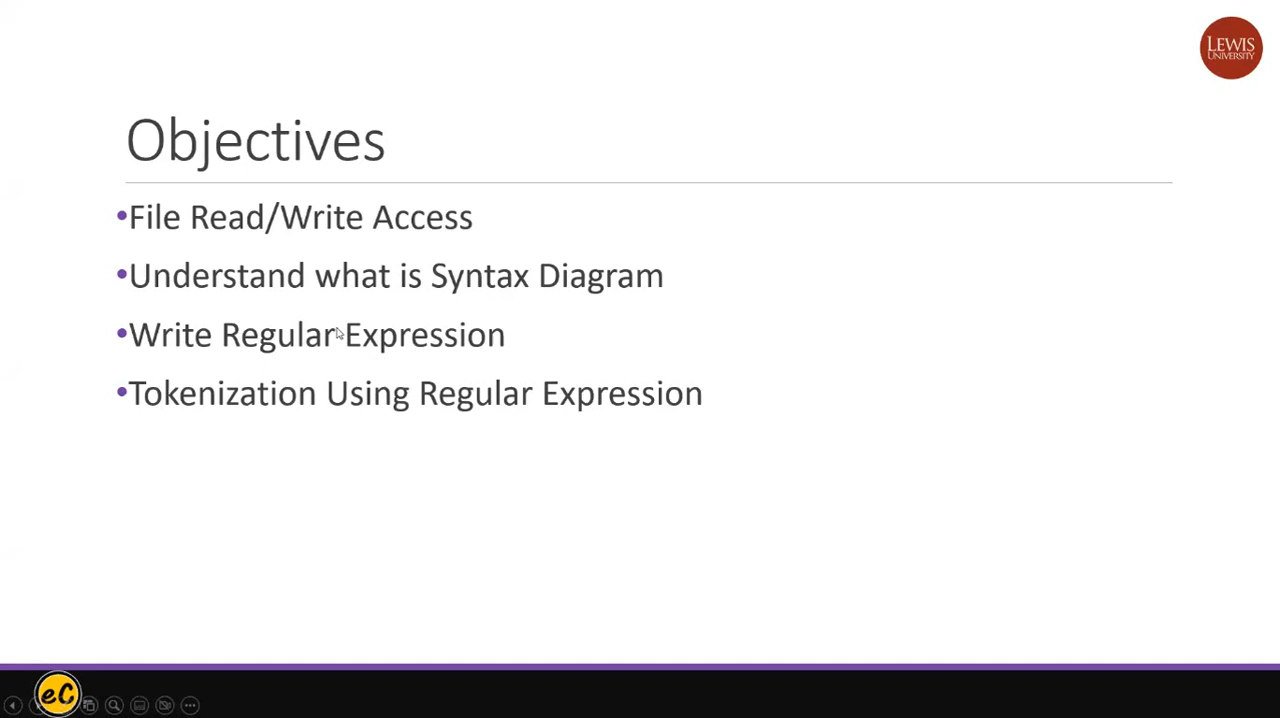 LEWIS
UNIVERSITY
Objectives
•File Read/Write Access
•Understand what is Syntax Diagram
•Write Regular Expression
•Tokenization Using Regular Expression
eC